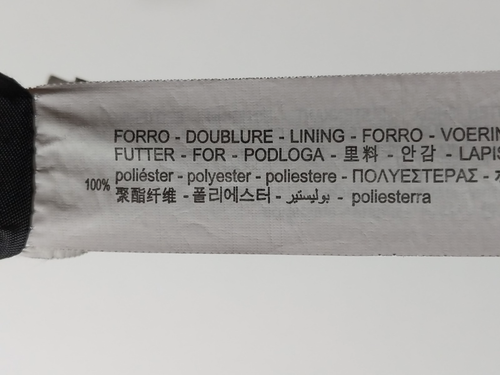 FORRO - DOUBLURE - LINING - FORRO - VOERIN
FUTTER - FOR - PODLOGA - 里料 - 안감 - LAPIS
100% poliéster - polyester - poliestere - ΠΟΛΥΕΣΤΕΡΑΣ -
聚酯纤维 - 폴리에스터 - بوليستير - poliesterra